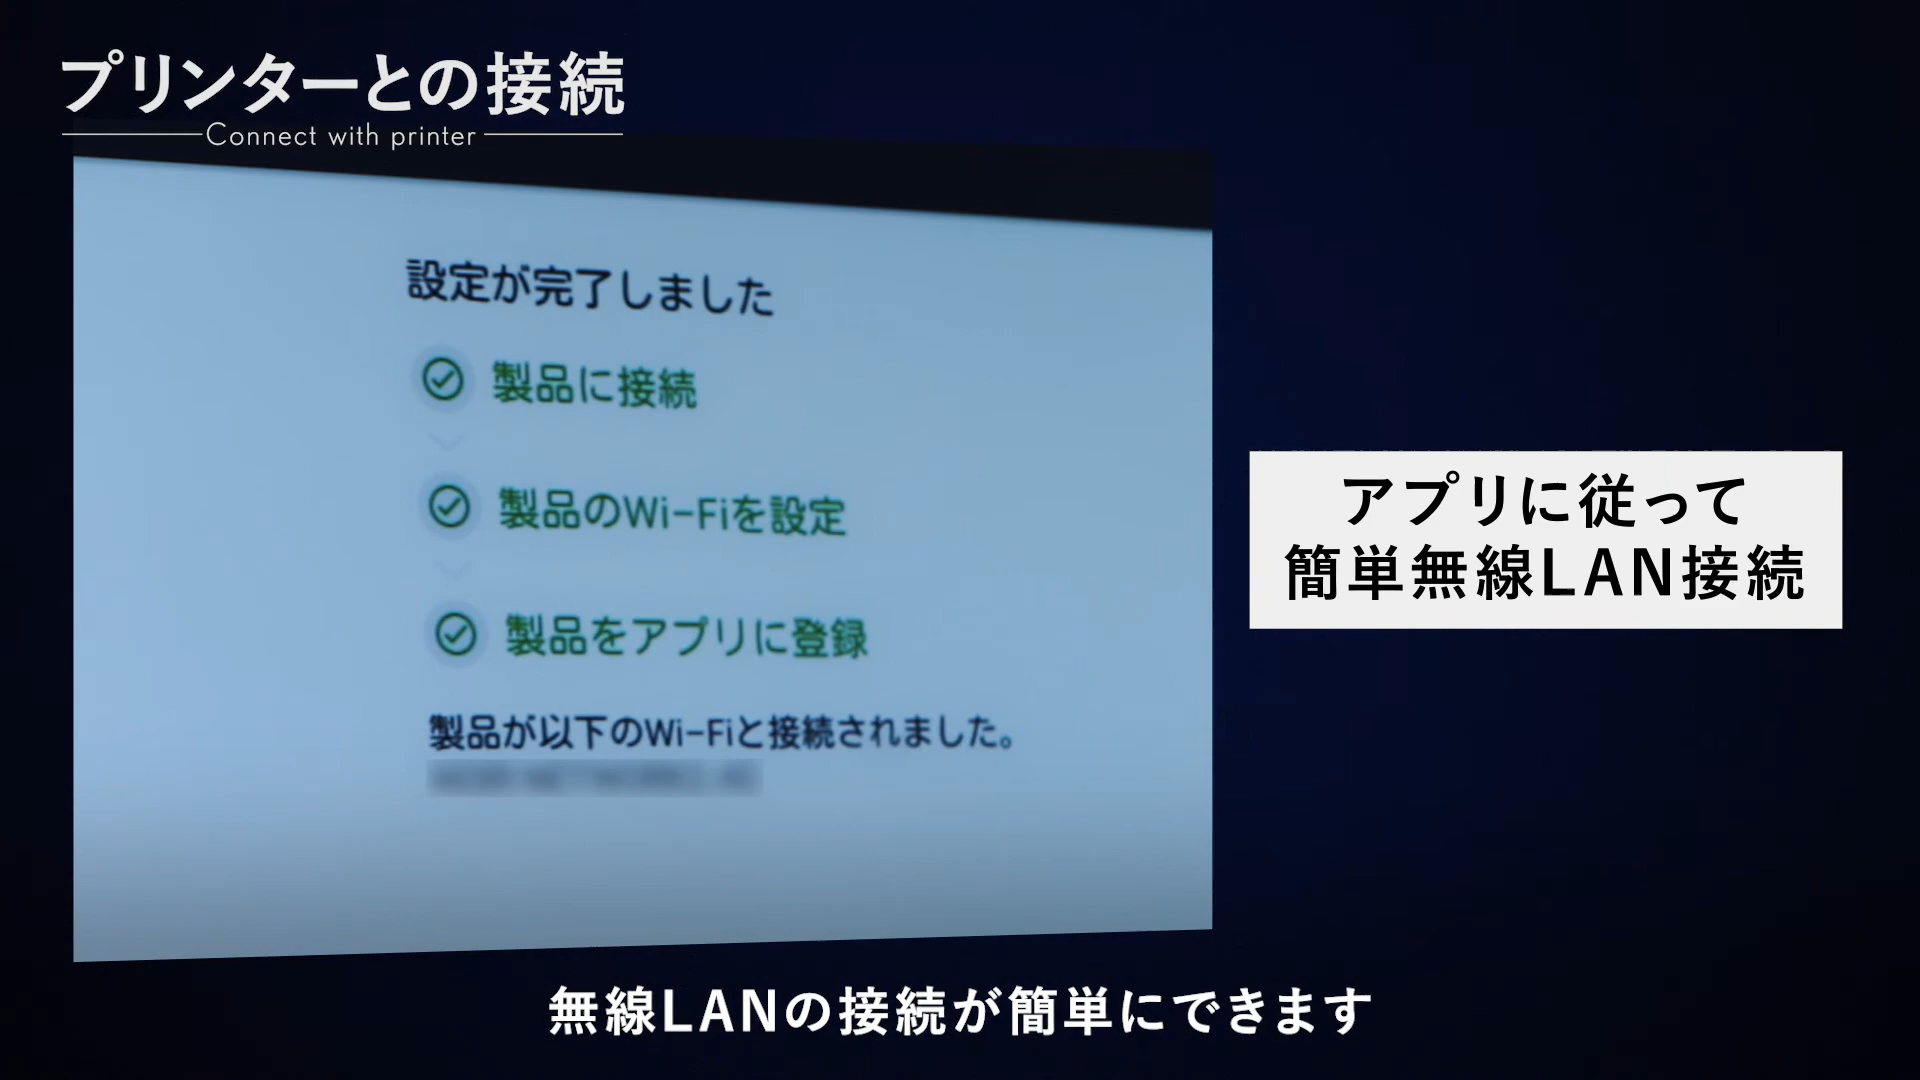 プリンターとの接続
Connect with printer
設定が完了しました
製品に接続
製品のWi-Fiを設定
製品をアプリに登録
製品が以下のWi-Fiと接続されました。
アプリに従って
簡単無線LAN接続
無線LANの接続が簡単にできます